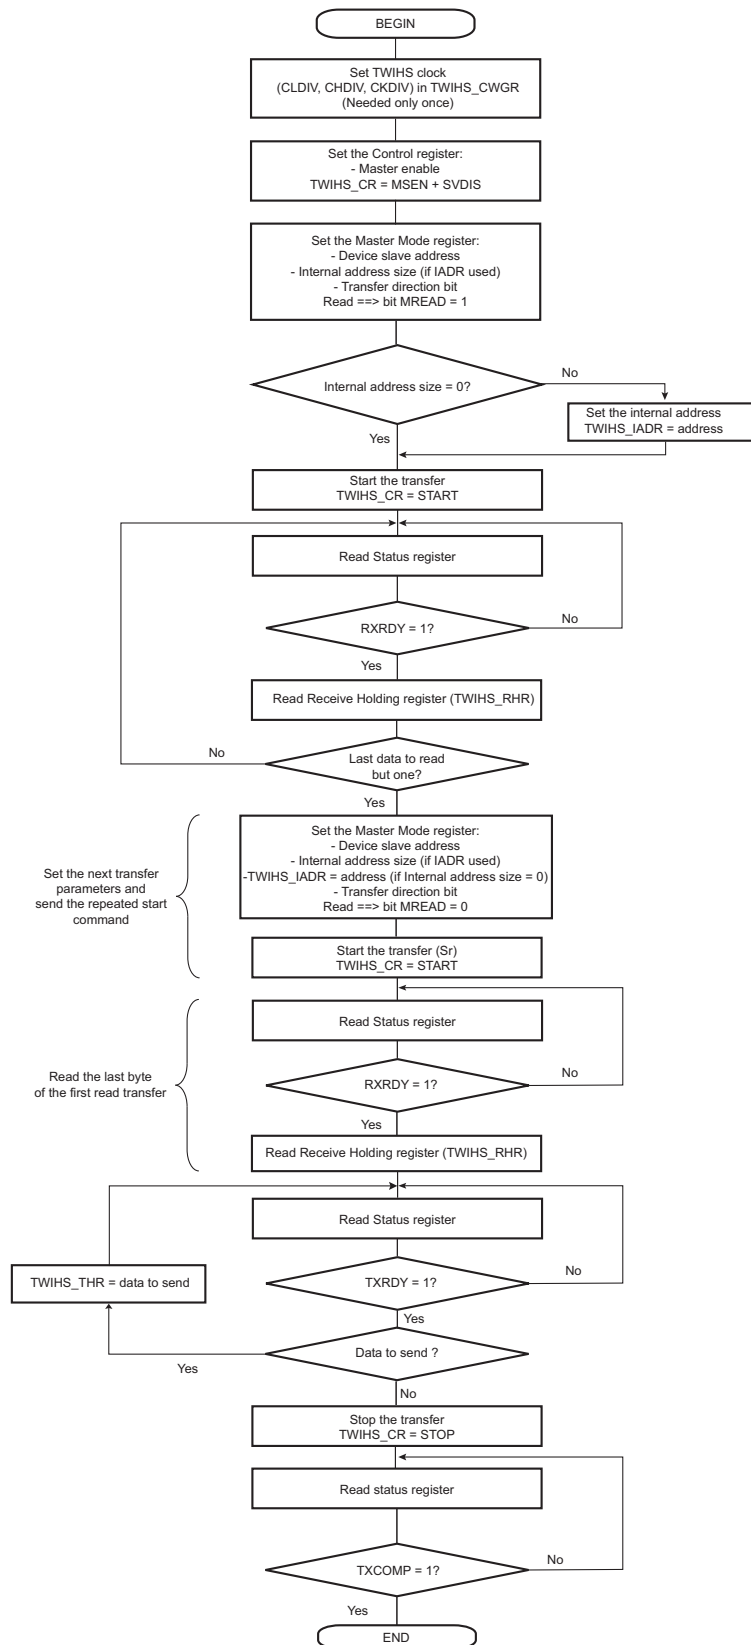 BEGIN
Set TWIHS clock
(CLDIV, CHDIV, CKDIV) in TWIHS_CWGR
(Needed only once)
Set the Control register:
- Master enable
TWIHS_CR = MSEN + SVDIS
Set the Master Mode register:
- Device slave address
- Internal address size (if IADR used)
- Transfer direction bit
Read ==> bit MREAD = 1
Internal address size = 0?
No
Set the internal address
TWIHS_IADR = address
Yes
Start the transfer
TWIHS_CR = START
Read Status register
RXRDY = 1?
No
Yes
Read Receive Holding register (TWIHS_RHR)
Last data to read
but one?
No
Yes
Set the next transfer
parameters and
send the repeated start
command
Set the Master Mode register:
- Device slave address
- Internal address size (if IADR used)
-TWIHS_IADR = address (if Internal address size = 0)
- Transfer direction bit
Read ==> bit MREAD = 0
Start the transfer (Sr)
TWIHS_CR = START
Read the last byte
of the first read transfer
Read Status register
RXRDY = 1?
No
Yes
Read Receive Holding register (TWIHS_RHR)
Read Status register
TWIHS_THR = data to send
TXRDY = 1?
No
Yes
Data to send ?
Yes
No
Stop the transfer
TWIHS_CR = STOP
Read status register
TXCOMP = 1?
No
Yes
END